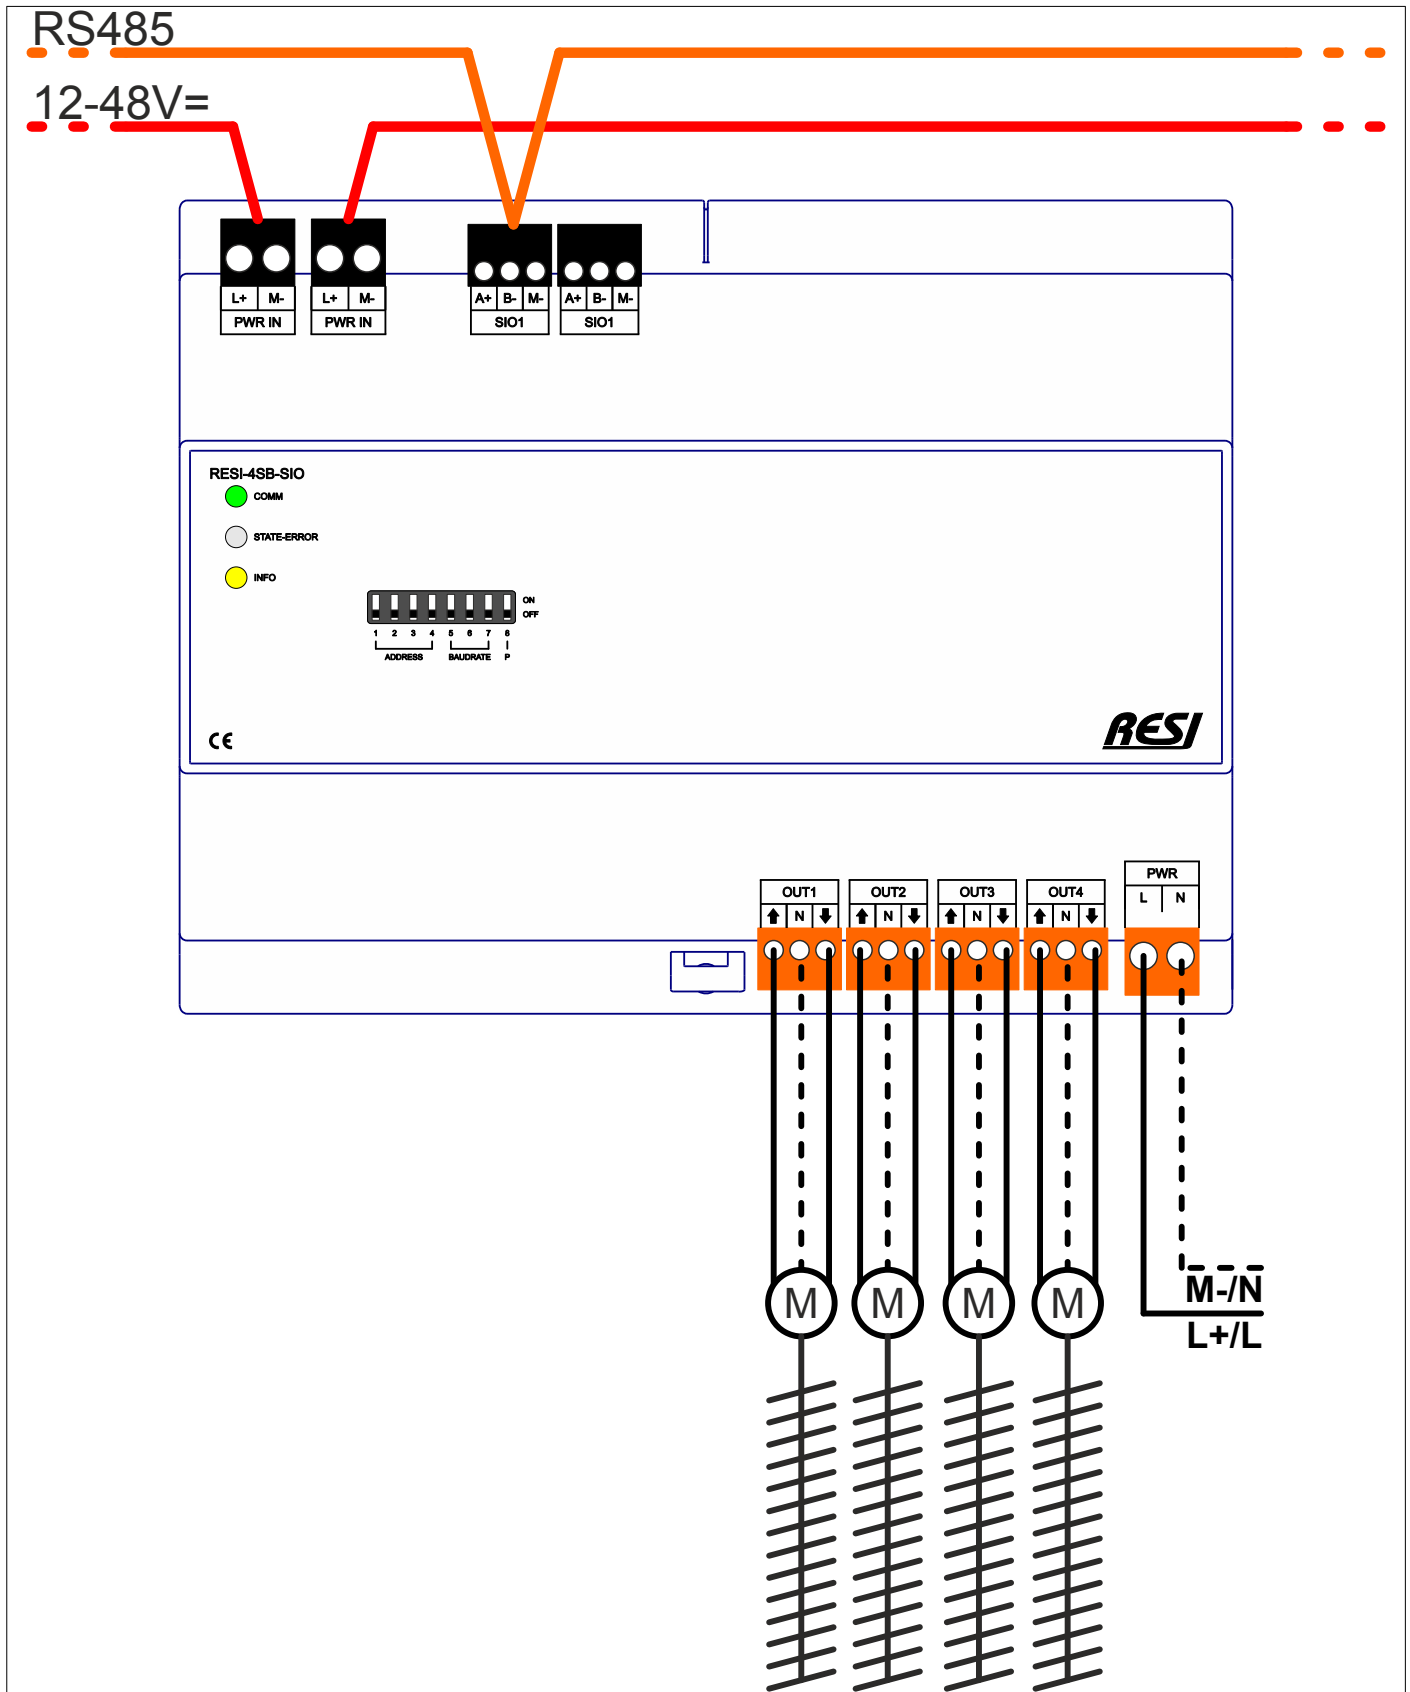 RS485
12-48V=
L+ M- L+ M- A+ B- M- A+ B- M-
PWR IN PWR IN SIO1 SIO1
RESI-4SB-SIO
COMM
STATE-ERROR
INFO
ON
OFF
1 2 3 4 5 6 7 8
ADDRESS BAUDRATE P
CE RESI
PWR
OUT1 OUT2 OUT3 OUT4 L N
N N N N
M M M M
M-/N
L+/L